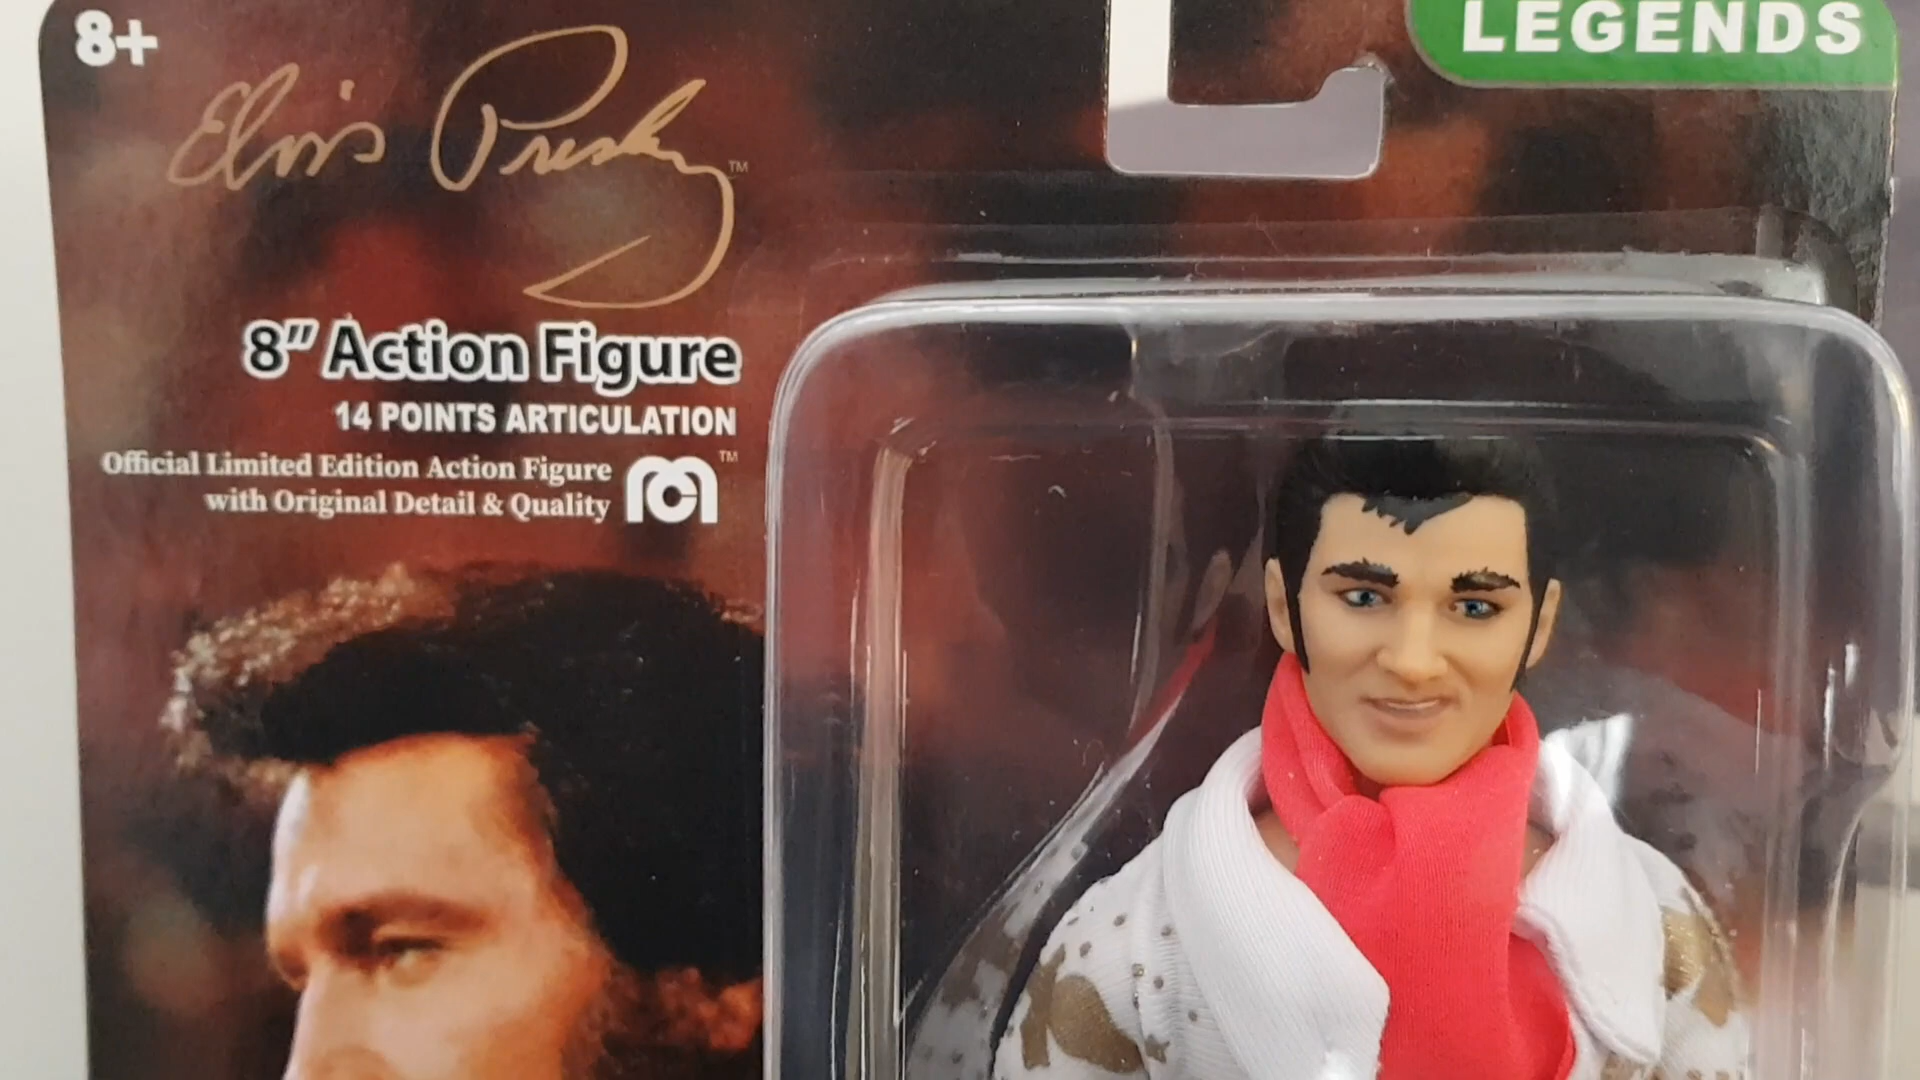 8+
LEGENDS
Elvis Presley™
8” Action Figure
14 POINTS ARTICULATION
Official Limited Edition Action Figure
with Original Detail & Quality
mego™